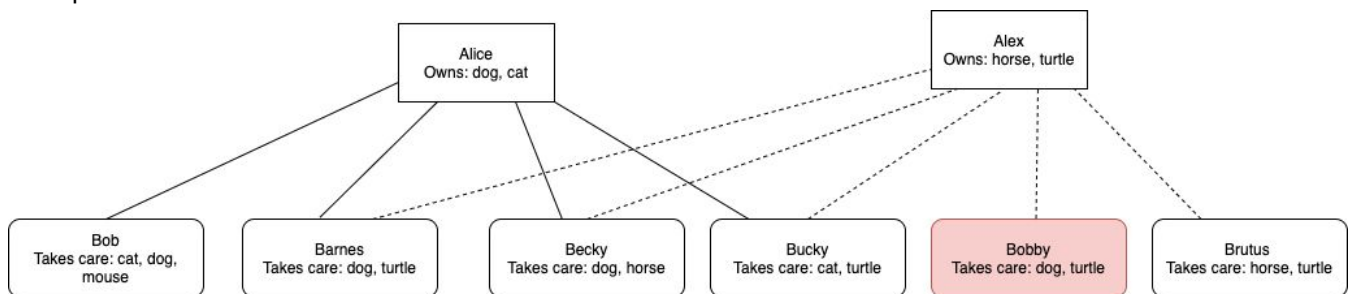 Alice
Owns: dog, cat
Alex
Owns: horse, turtle
Bob
Takes care: cat, dog,
mouse
Barnes
Takes care: dog, turtle
Becky
Takes care: dog, horse
Bucky
Takes care: cat, turtle
Bobby
Takes care: dog, turtle
Brutus
Takes care: horse, turtle